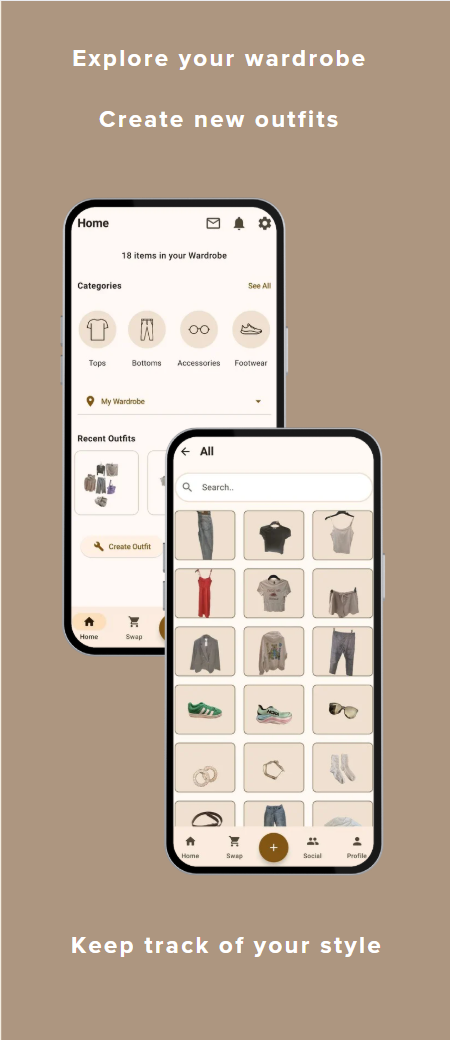 Explore your wardrobe
Create new outfits
Home
18 items in your Wardrobe
Categories
See All
Tops
Bottoms
Accessories
Footwear
My Wardrobe
Recent Outfits
Create Outfit
Home
Swap
All
Search..
Home
Swap
+
Social
Profile
Keep track of your style